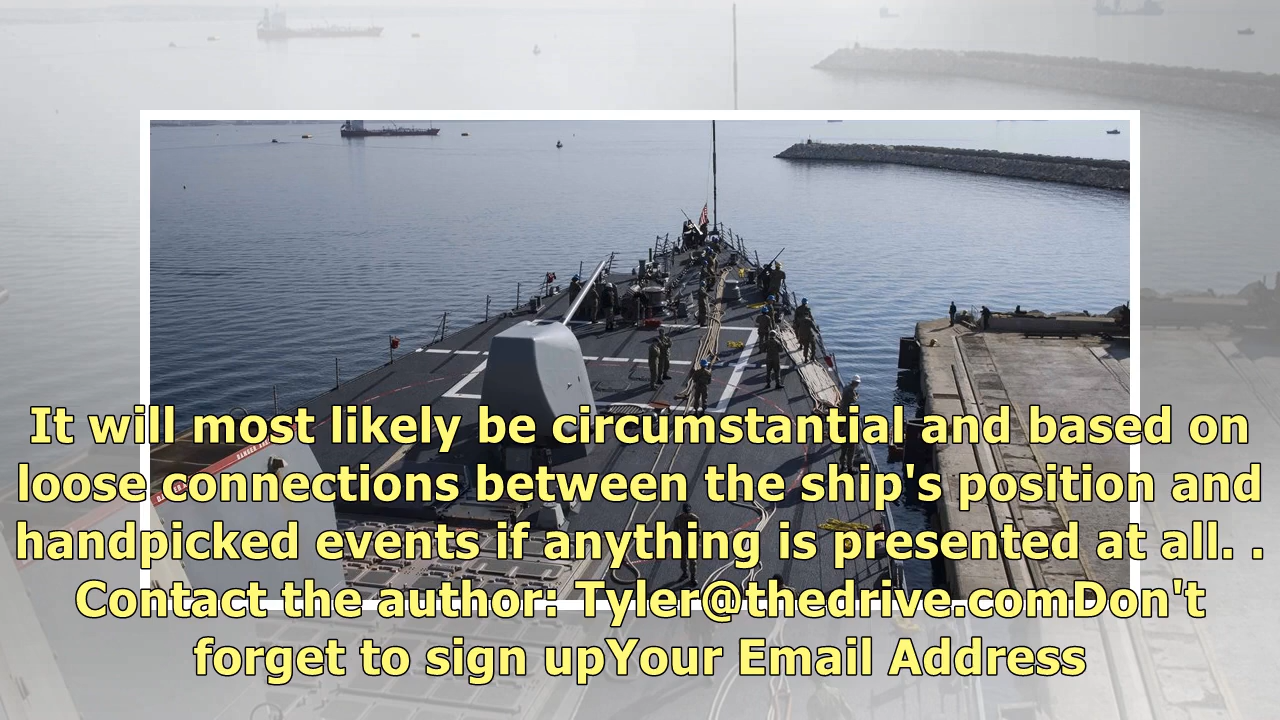 It will most likely be circumstantial and based on
loose connections between the ship's position and
handpicked events if anything is presented at all. .
Contact the author: Tyler@thedrive.comDon't
forget to sign upYour Email Address